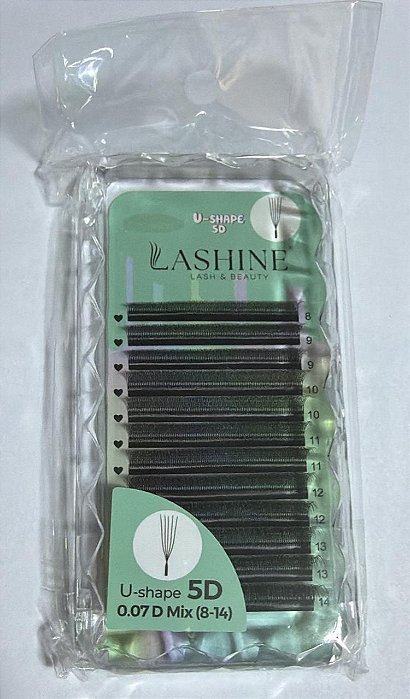 U-SHAPE
5D
LASHINE
LASH & BEAUTY
8
9
9
10
10
11
11
12
12
13
13
14
U-shape 5D
0.07 D Mix (8-14)